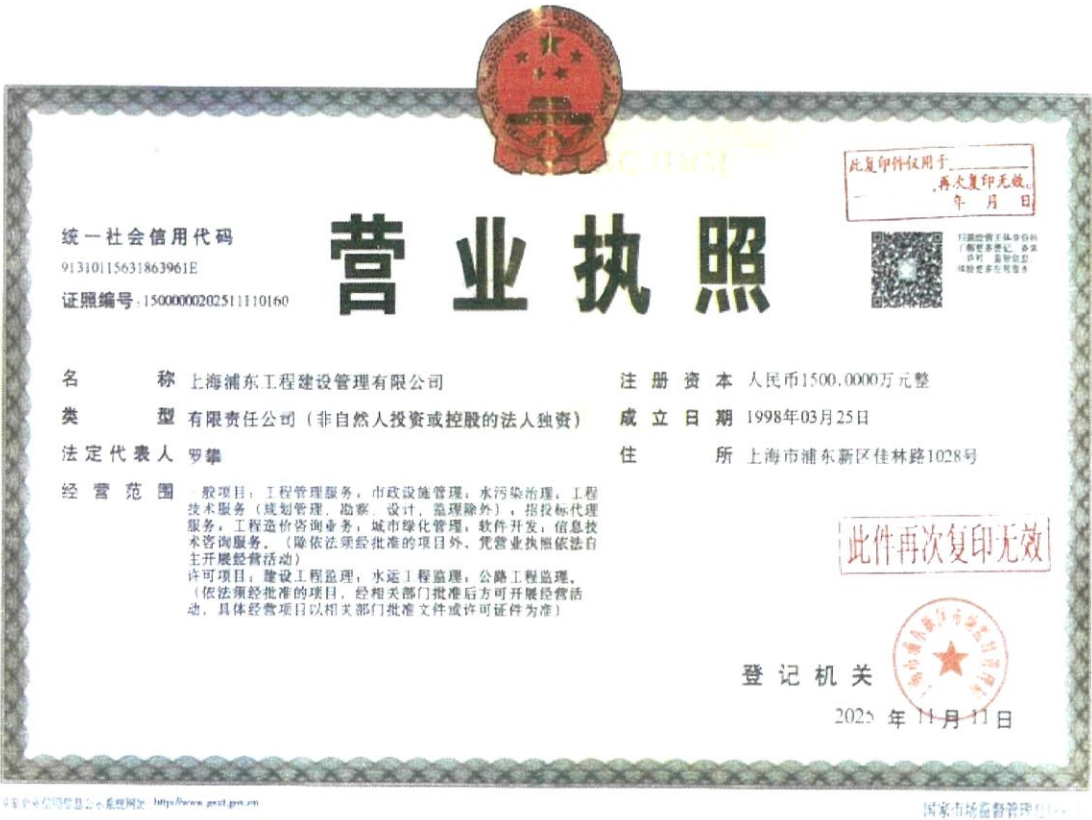 此复印件仅用于
再次复印无效。
年 月 日
统一社会信用代码
91310115631863961E
证照编号:15000000202511110160
营业执照
名 称 上海浦东工程建设管理有限公司
类 型 有限责任公司（非自然人投资或控股的法人独资）
法定代表人 罗攀
经营范围 一般项目：工程管理服务；市政设施管理；水污染治理；工程
技术服务（规划管理、勘察、设计、监理除外）；招投标代理
服务；工程造价咨询业务；城市绿化管理；软件开发；信息技
术咨询服务。（除依法须经批准的项目外，凭营业执照依法自
主开展经营活动）
许可项目：建设工程监理；水运工程监理；公路工程监理。
（依法须经批准的项目，经相关部门批准后方可开展经营活
动，具体经营项目以相关部门批准文件或许可证件为准）
注册资本 人民币1500.0000万元整
成立日期 1998年03月25日
住 所 上海市浦东新区佳林路1028号
此件再次复印无效
登记机关
2025 年 11月 11日
国家市场监督管理